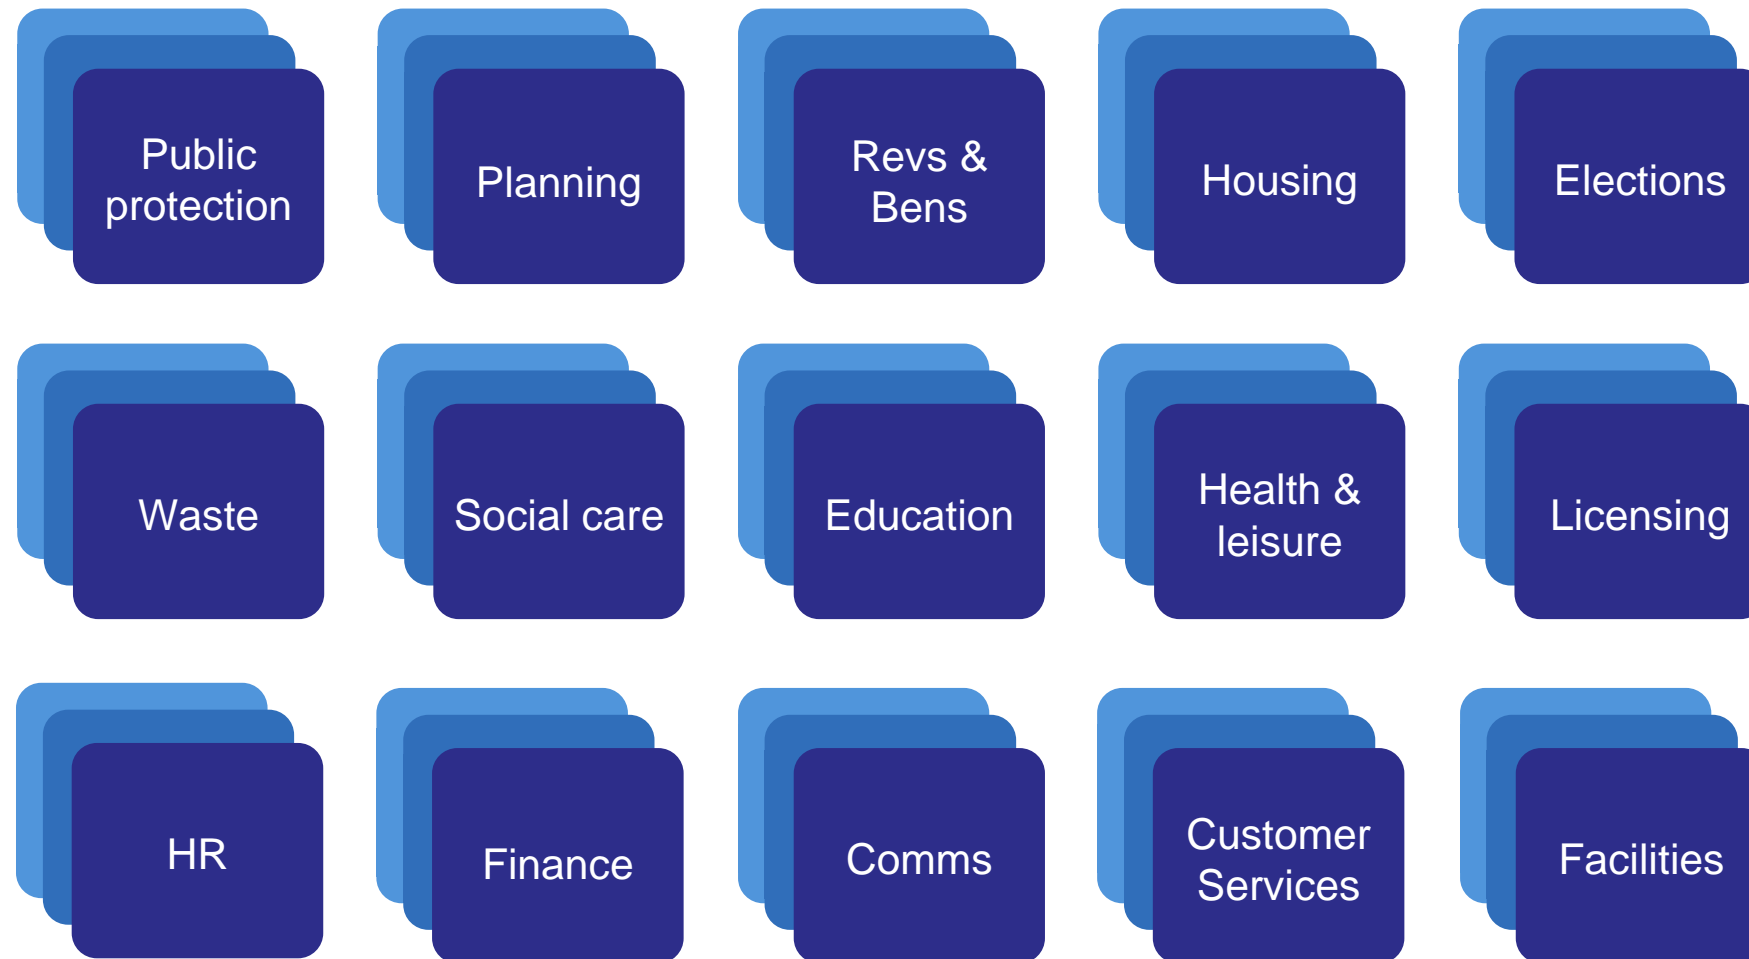 Public
protection
Planning
Revs &
Bens
Housing
Elections
Waste
Social care
Education
Health &
leisure
Licensing
HR
Finance
Comms
Customer
Services
Facilities